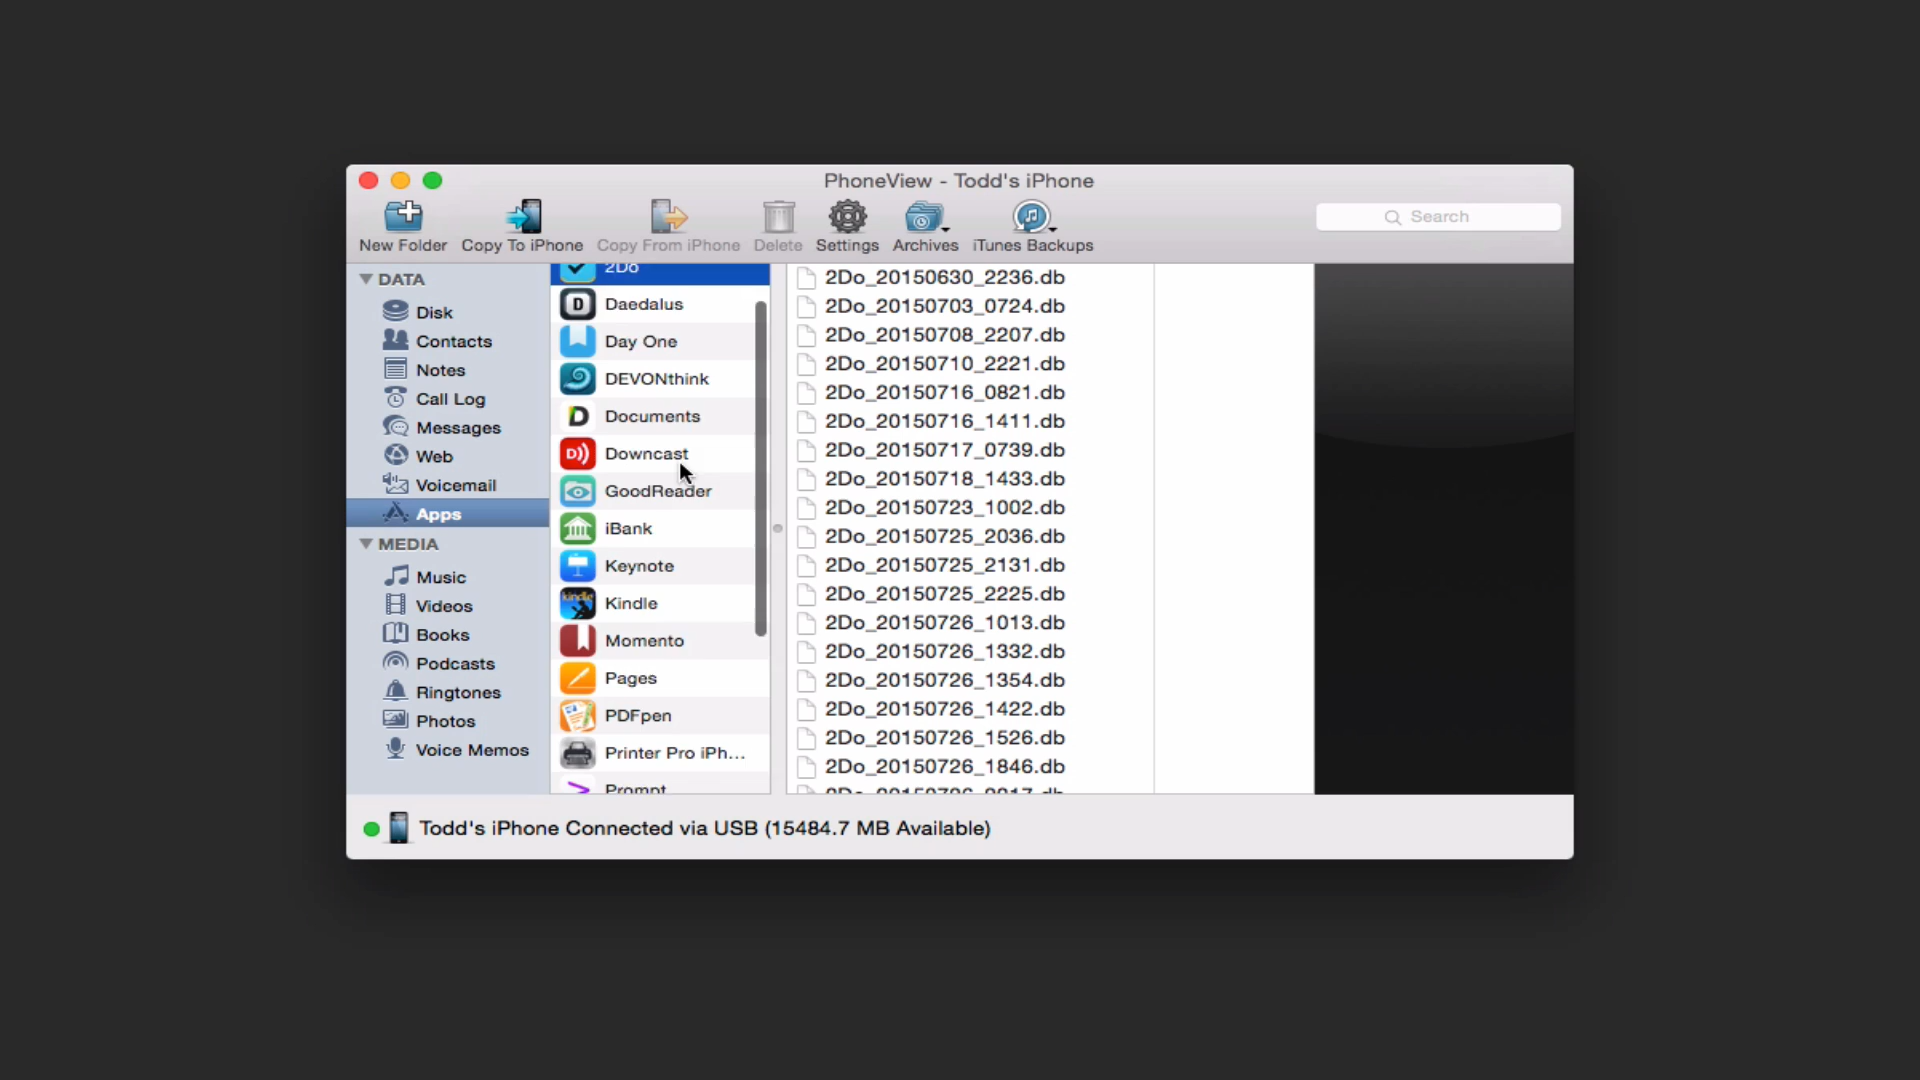 PhoneView - Todd's iPhone
New Folder
Copy To iPhone
Copy From iPhone
Delete
Settings
Archives
iTunes Backups
Search
DATA
Disk
Contacts
Notes
Call Log
Messages
Web
Voicemail
Apps
MEDIA
Music
Videos
Books
Podcasts
Ringtones
Photos
Voice Memos
2Do
D
Daedalus
Day One
DEVONthink
D
Documents
D))
Downcast
GoodReader
iBank
Keynote
kindle
Kindle
Momento
Pages
PDFpen
Printer Pro iPh...
Prompt
2Do_20150630_2236.db
2Do_20150703_0724.db
2Do_20150708_2207.db
2Do_20150710_2221.db
2Do_20150716_0821.db
2Do_20150716_1411.db
2Do_20150717_0739.db
2Do_20150718_1433.db
2Do_20150723_1002.db
2Do_20150725_2036.db
2Do_20150725_2131.db
2Do_20150725_2225.db
2Do_20150726_1013.db
2Do_20150726_1332.db
2Do_20150726_1354.db
2Do_20150726_1422.db
2Do_20150726_1526.db
2Do_20150726_1846.db
Todd's iPhone Connected via USB (15484.7 MB Available)